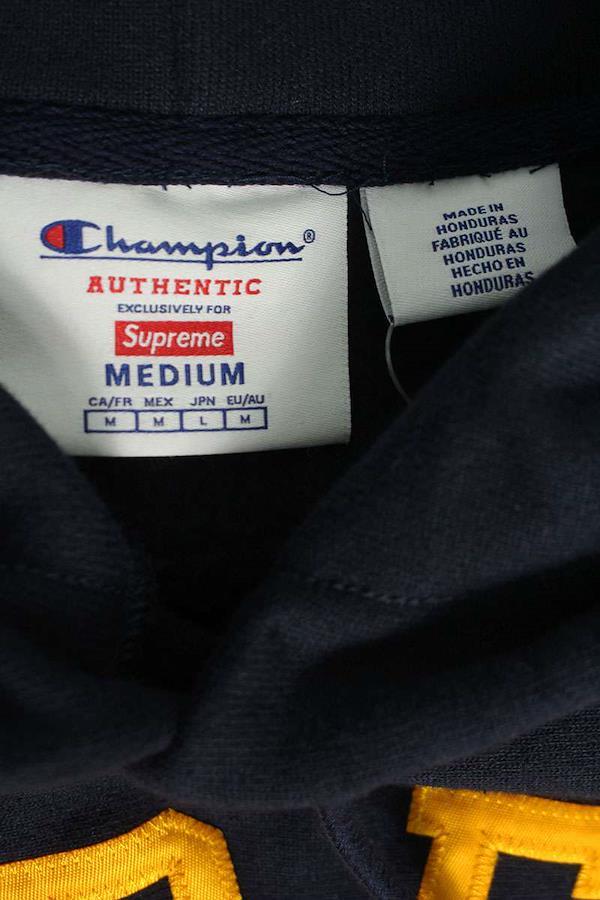 Champion®
AUTHENTIC
EXCLUSIVELY FOR
Supreme
MEDIUM
CA/FR MEX JPN EU/AU
M M L M
MADE IN
HONDURAS
FABRIQUÉ AU
HONDURAS
HECHO EN
HONDURAS